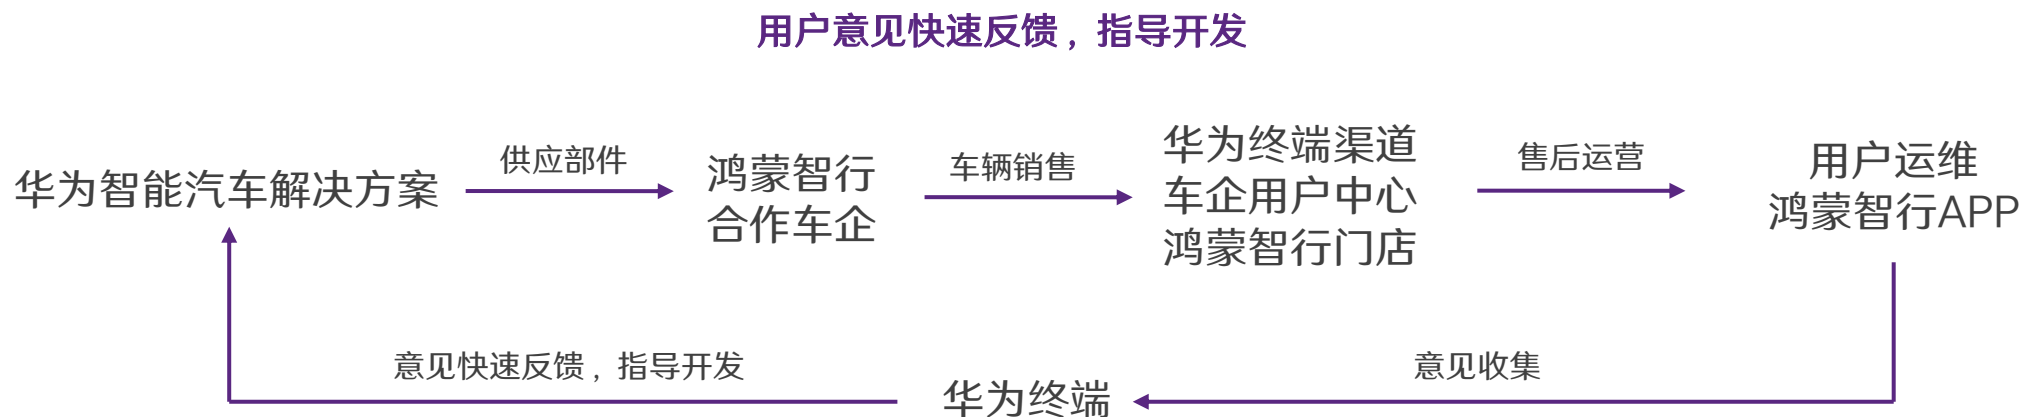 用户意见快速反馈，指导开发
华为智能汽车解决方案
供应部件
鸿蒙智行
合作车企
车辆销售
华为终端渠道
车企用户中心
鸿蒙智行门店
售后运营
用户运维
鸿蒙智行APP
意见快速反馈，指导开发
华为终端
意见收集